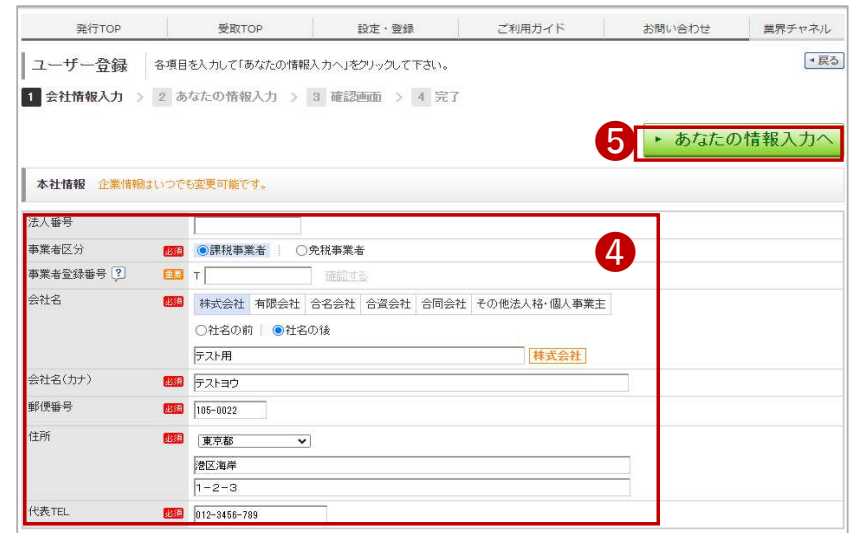 発行TOP 受取TOP 設定・登録 ご利用ガイド お問い合わせ 業界チャネル
ユーザー登録 各項目を入力して「あなたの情報入力へ」をクリックして下さい。 戻る
1 会社情報入力 > 2 あなたの情報入力 > 3 確認画面 > 4 完了
5 あなたの情報入力へ
本社情報 企業情報はいつでも変更可能です。
法人番号
4
事業者区分 必須 課税事業者 免税事業者
事業者登録番号 ? 重要 T 確認する
会社名 必須 株式会社 有限会社 合名会社 合資会社 合同会社 その他法人格・個人事業主
社名の前 社名の後
テスト用 株式会社
会社名(カナ) 必須 テストヨウ
郵便番号 必須 105-0022
住所 必須 東京都
港区海岸
1-2-3
代表TEL 必須 012-3456-789